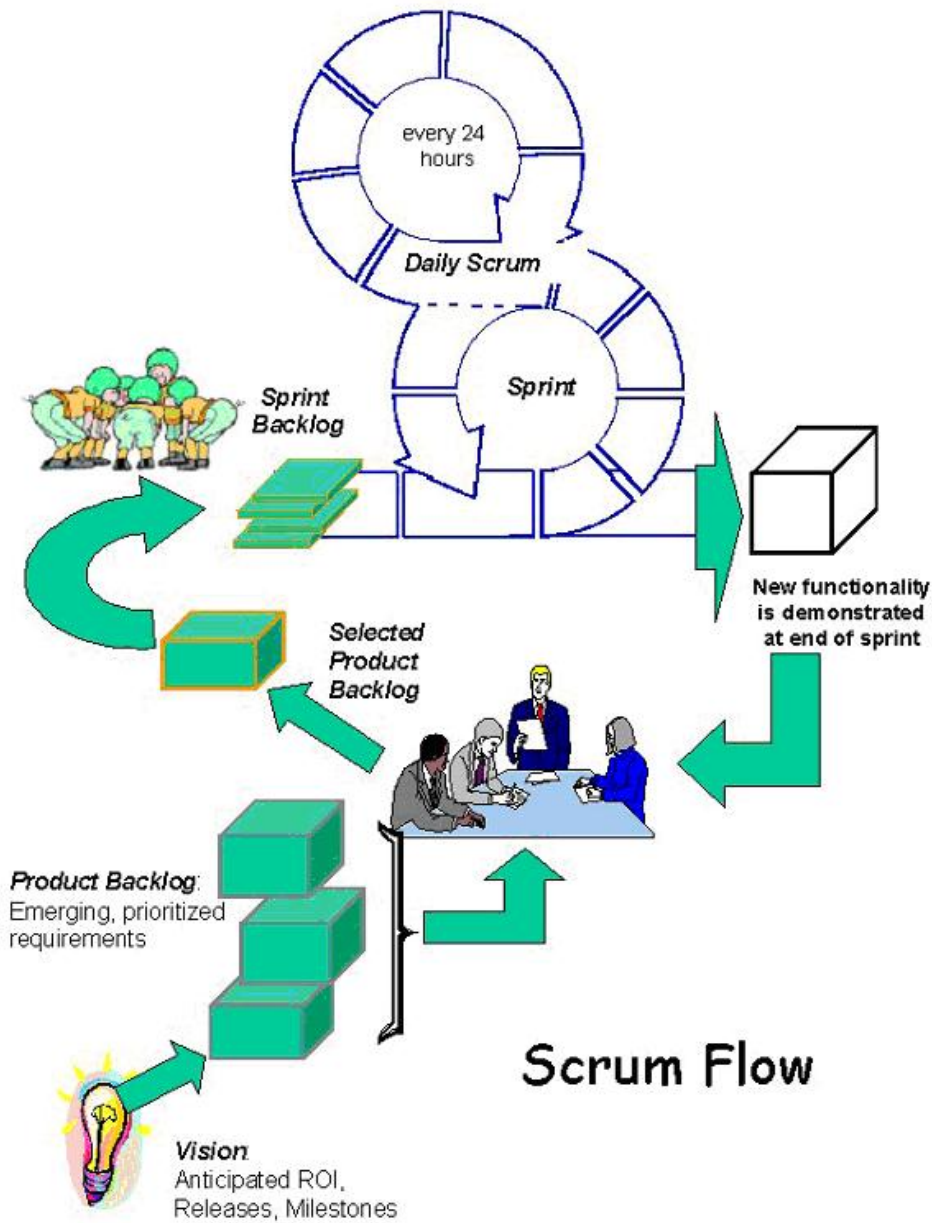 every 24
hours
Daily Scrum
Sprint
Sprint
Backlog
New functionality
is demonstrated
at end of sprint
Selected
Product
Backlog
Product Backlog:
Emerging, prioritized
requirements
Scrum Flow
Vision:
Anticipated ROI,
Releases, Milestones